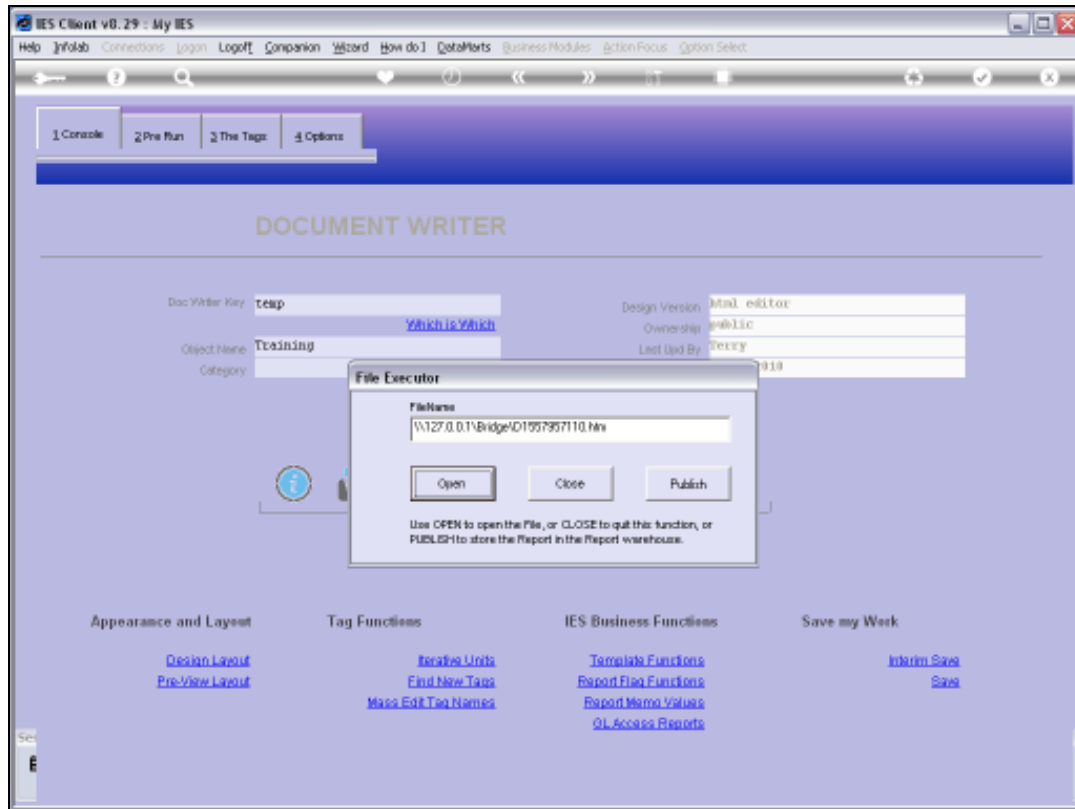 IES Client v8.29 : My IES
Help Infolab Connections Logon Logoff Companion Wizard How do I DataMarts Business Modules Action Focus Option Select
1 Console 2 Pre Run 3 The Tags 4 Options
DOCUMENT WRITER
Doc Writer Key temp Design Version html editor
Which is Which Ownership public
Object Name Training Last Upd By Terry
Category
File Executor
FileName
\\127.0.0.1\Bridge\D1557957110.htm
Open Close Publish
Use OPEN to open the File, or CLOSE to quit this function, or
PUBLISH to store the Report in the Report warehouse.
Appearance and Layout Tag Functions IES Business Functions Save my Work
Design Layout Iterative Units Template Functions Interim Save
Pre-View Layout Find New Tags Report Flag Functions Save
Mass Edit Tag Names Report Memo Values
GL Access Reports